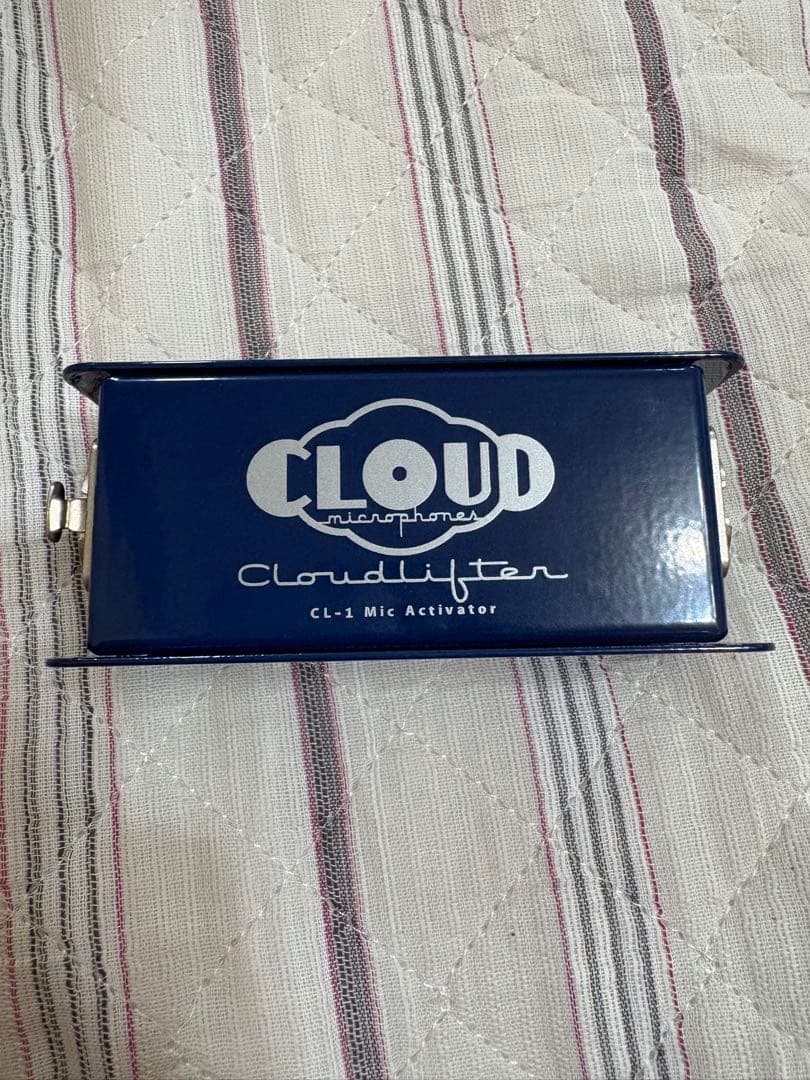 CLOUD
microphones
Cloudlifter
CL-1 Mic Activator